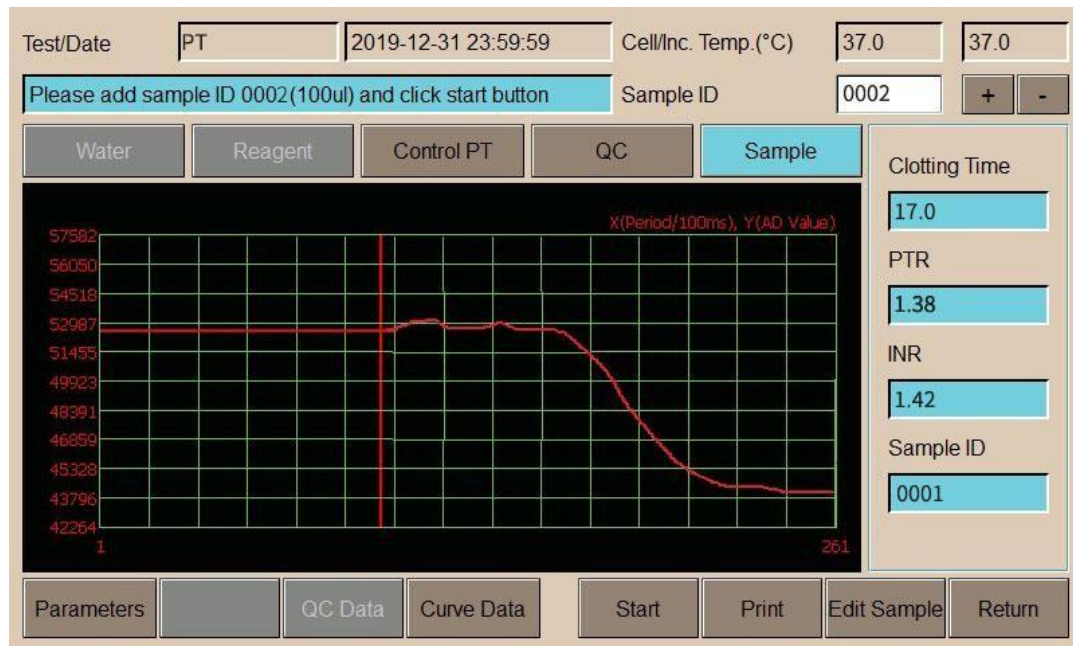 Test/Date PT 2019-12-31 23:59:59 Cell/Inc. Temp.(°C) 37.0 37.0
Please add sample ID 0002(100ul) and click start button Sample ID 0002 + -
Water Reagent Control PT QC Sample
Clotting Time
17.0
PTR
1.38
INR
1.42
Sample ID
0001
X(Period/100ms), Y(AD Value)
57582
56050
54518
52987
51455
49923
48391
46859
45328
43796
42264
1 261
Parameters QC Data Curve Data Start Print Edit Sample Return